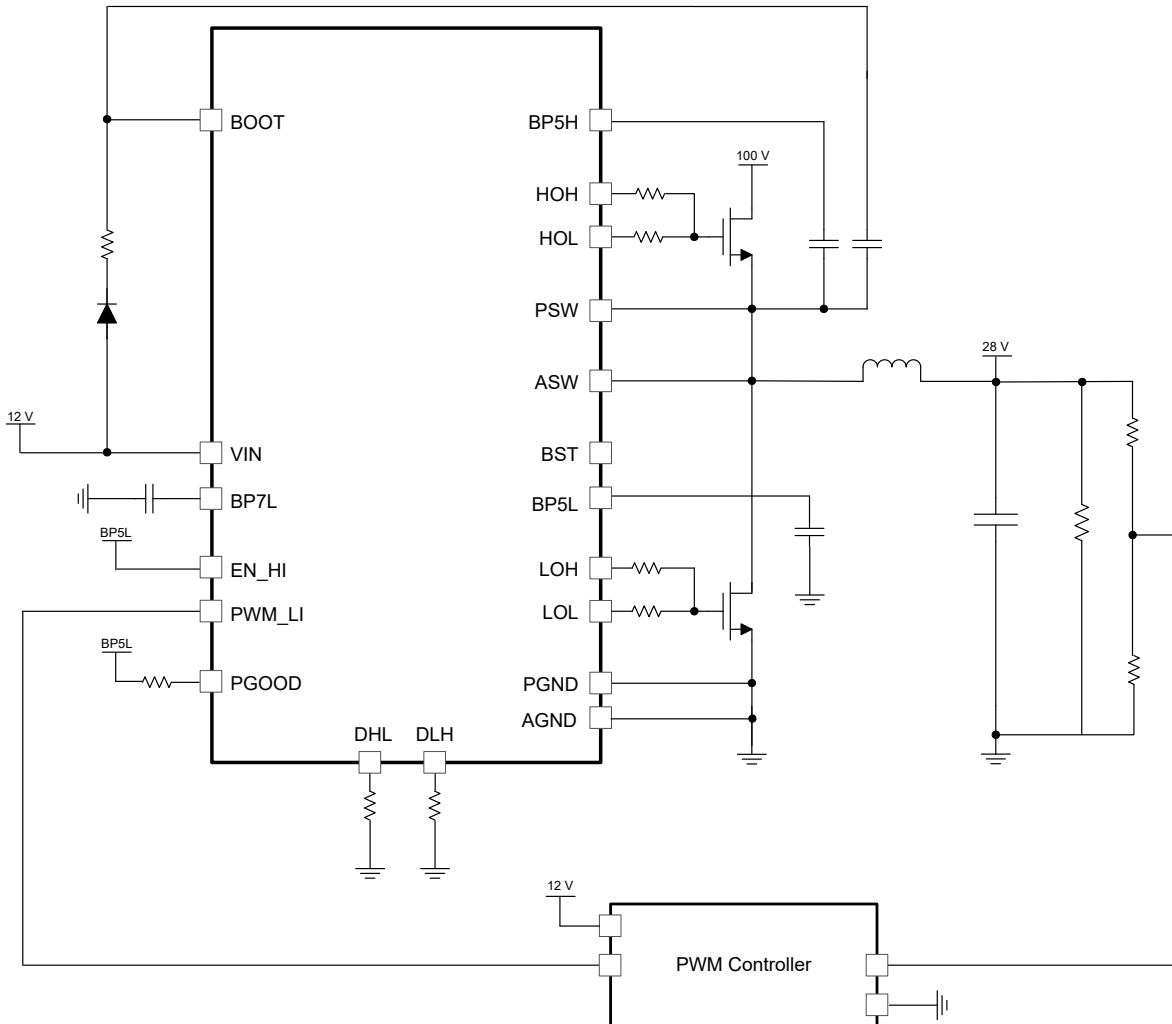 BOOT
BP5H
100 V
HOH
HOL
PSW
ASW
28 V
12 V
VIN
BST
BP7L
BP5L
BP5L
EN_HI
LOH
PWM_LI
LOL
BP5L
PGOOD
PGND
AGND
DHL DLH
12 V
PWM Controller